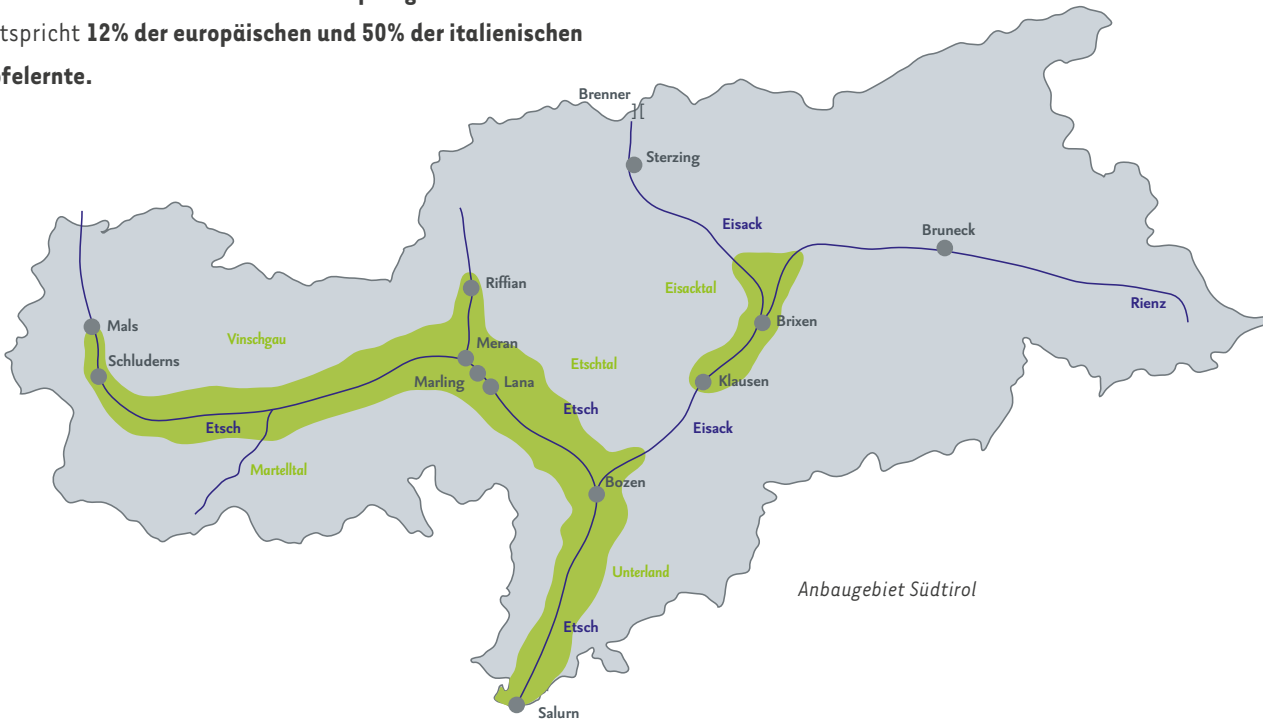 tspricht 12% der europäischen und 50% der italienischen
felernte.
Brenner
][
Sterzing
Eisack
Bruneck
Riffian
Eisacktal
Rienz
Mals
Brixen
Vinschgau
Meran
Schluderns
Etschtal
Marling
Lana
Klausen
Etsch
Etsch
Eisack
Martelltal
Bozen
Unterland
Anbaugebiet Südtirol
Etsch
Salurn